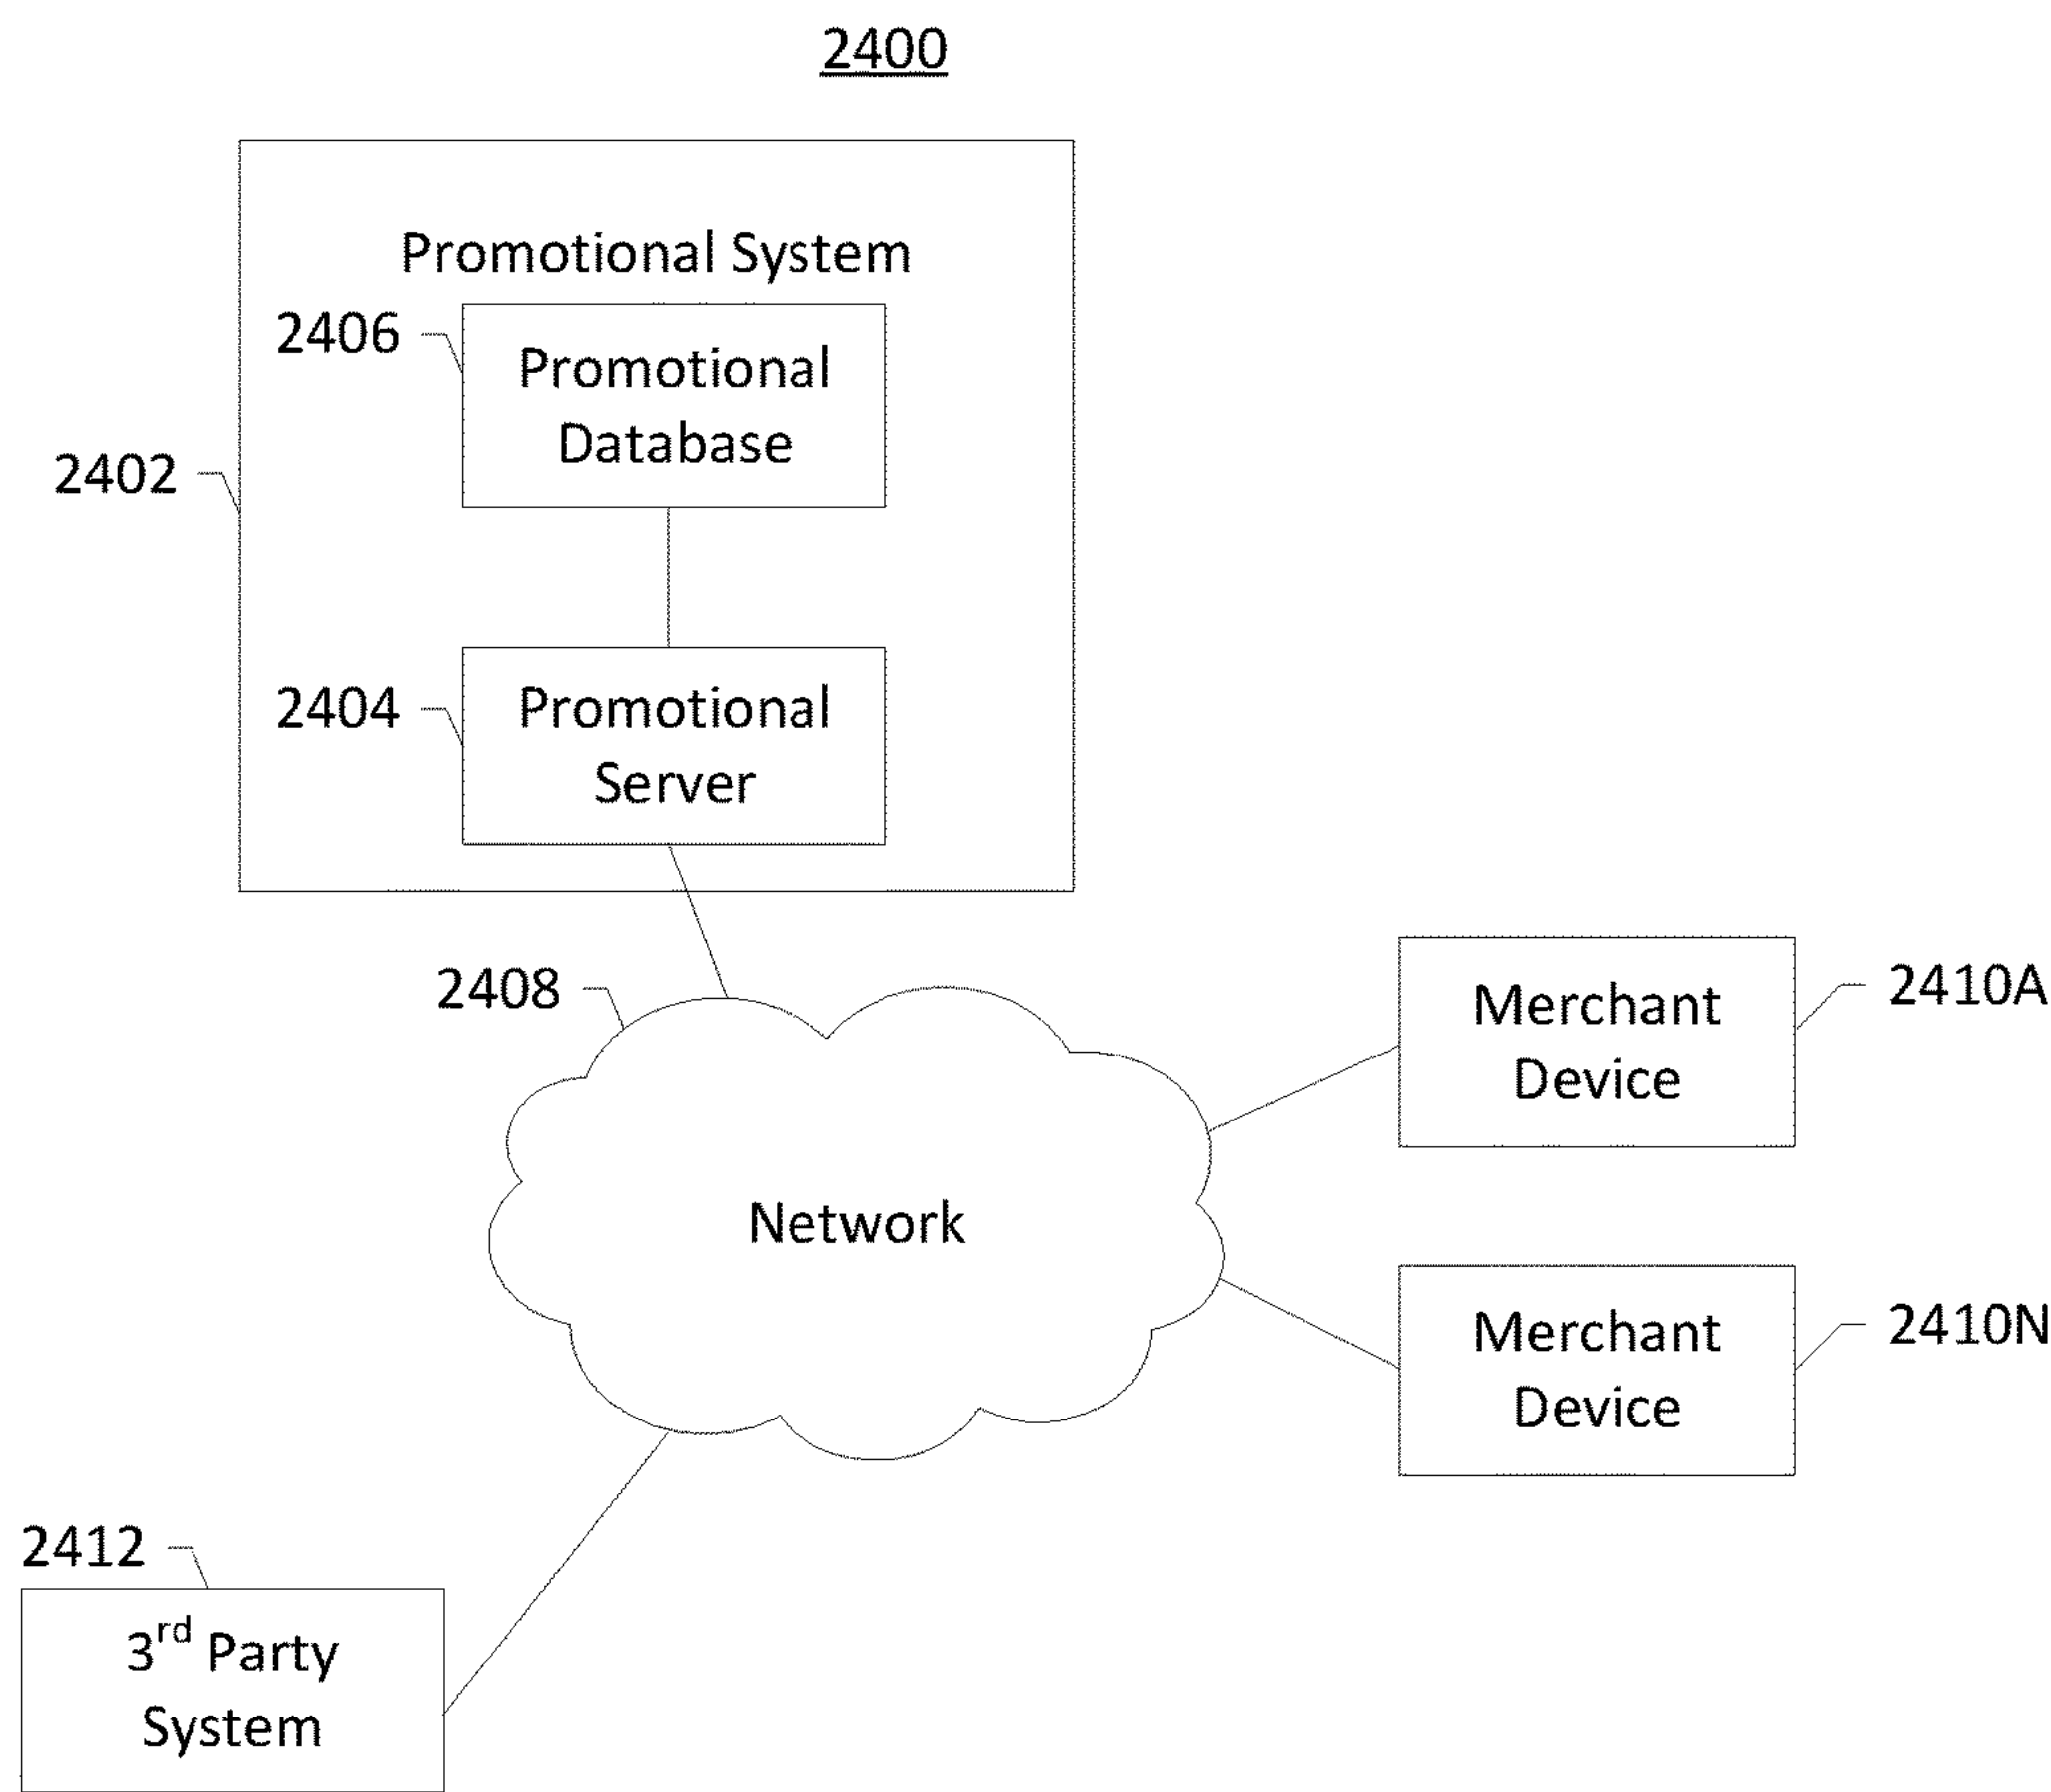 2400
Promotional System
2406
Promotional
Database
2402
2404
Promotional
Server
2408
Merchant
Device
2410A
Network
Merchant
Device
2410N
2412
3rd Party
System